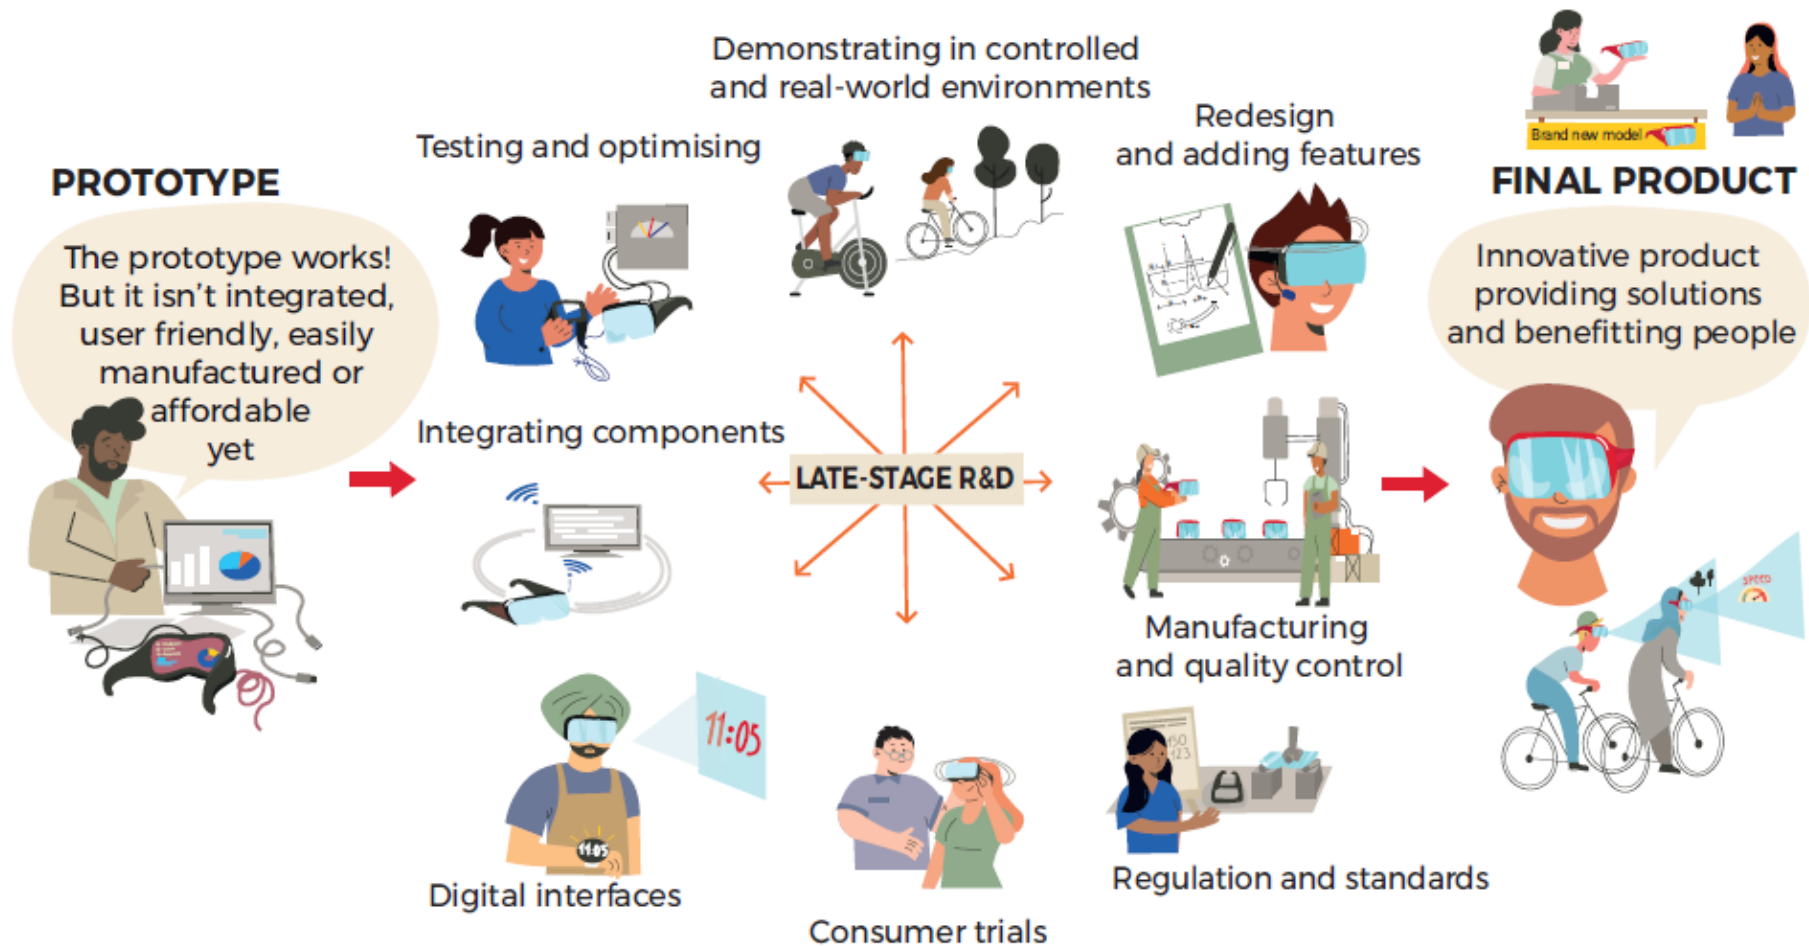 PROTOTYPE
The prototype works!
But it isn't integrated,
user friendly, easily
manufactured or
affordable
yet
Testing and optimising
Integrating components
Digital interfaces
11:05
11:05
Demonstrating in controlled
and real-world environments
LATE-STAGE R&D
Consumer trials
Redesign
and adding features
Manufacturing
and quality control
Regulation and standards
Brand new model
FINAL PRODUCT
Innovative product
providing solutions
and benefitting people
SPEED